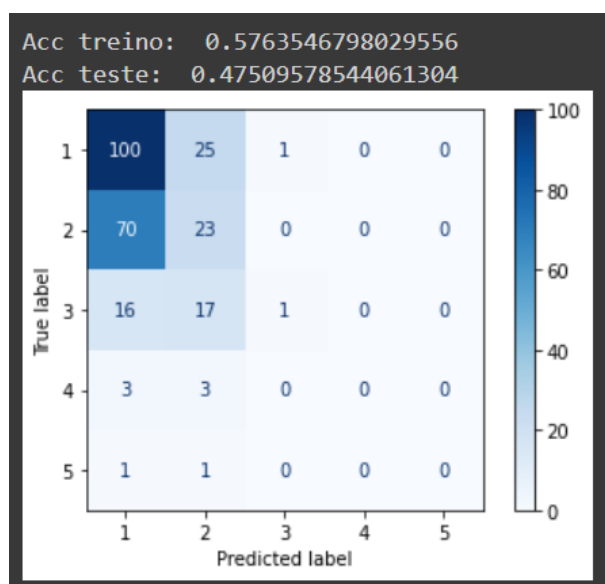 Acc treino:  0.5763546798029556
Acc teste:  0.47509578544061304
100
1 100 25 1 0 0
80
2 70 23 0 0 0
60
True label
3 16 17 1 0 0
40
4 3 3 0 0 0
20
5 1 1 0 0 0
0
1 2 3 4 5
Predicted label